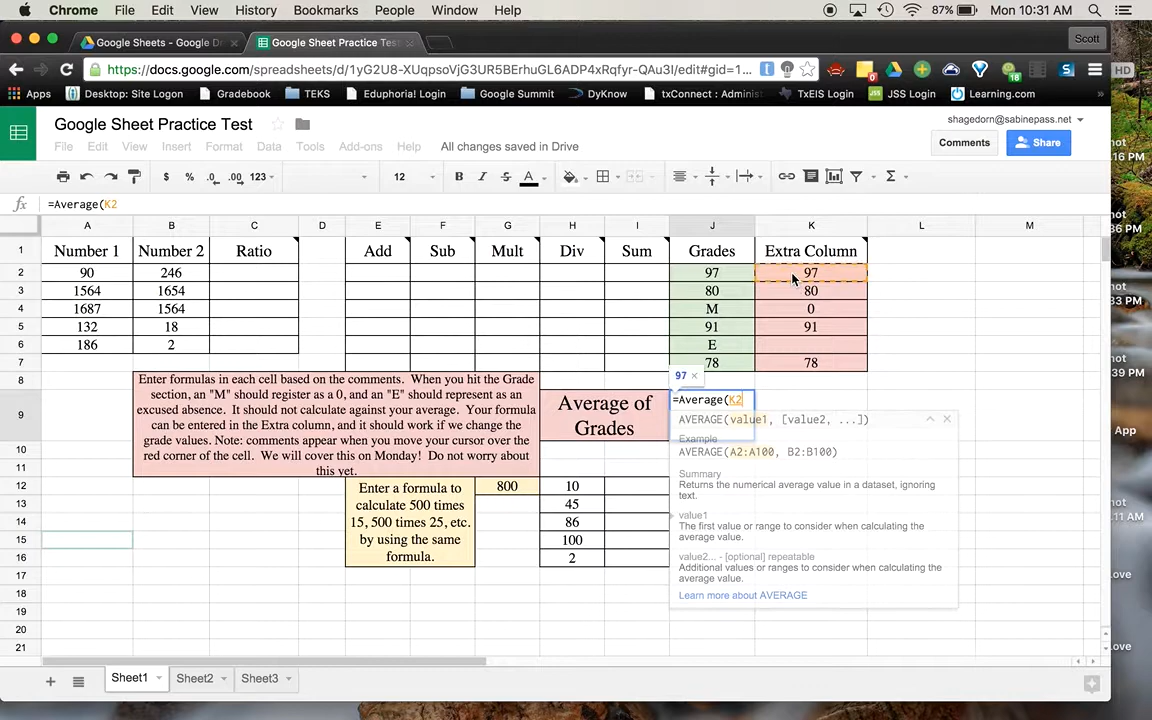 Chrome File Edit View History Bookmarks People Window Help 87% Mon 10:31 AM
Google Sheets - Google D Google Sheet Practice Test Scott
https://docs.google.com/spreadsheets/d/1yG2U8-XUqpsoVjG3UR5BErhuGL6ADP4xRqfyr-QAu3I/edit#gid=1... HD
Apps Desktop: Site Logon Gradebook TEKS Eduphoria! Login Google Summit DyKnow txConnect : Adminis TxEIS Login JSS Login Learning.com »
Google Sheet Practice Test shagedorn@sabinepass.net
File Edit View Insert Format Data Tools Add-ons Help All changes saved in Drive Comments Share
$ % .0 .00 123 12 B I S A Σ
fx =Average(K2
A B C D E F G H I J K L M
1 Number 1 Number 2 Ratio Add Sub Mult Div Sum Grades Extra Column
2 90 246 97 97
3 1564 1654 80 80
4 1687 1564 M 0
5 132 18 91 91
6 186 2 E
7 78 78
8 Enter formulas in each cell based on the comments. When you hit the Grade
section, an "M" should register as a 0, and an "E" should represent as an
excused absence. It should not calculate against your average. Your formula
can be entered in the Extra column, and it should work if we change the
grade values. Note: comments appear when you move your cursor over the
red corner of the cell. We will cover this on Monday! Do not worry about
this yet.
97 ×
9 Average of
Grades
=Average(K2
AVERAGE(value1, [value2, ...])
Example
AVERAGE(A2:A100, B2:B100)
Summary
Returns the numerical average value in a dataset, ignoring
text.
value1
The first value or range to consider when calculating the
average value.
value2... - [optional] repeatable
Additional values or ranges to consider when calculating the
average value.
Learn more about AVERAGE
10
11
12 Enter a formula to
calculate 500 times
15, 500 times 25, etc.
by using the same
formula.
800 10
13 45
14 86
15 100
16 2
17
18
19
20
21
Sheet1 Sheet2 Sheet3